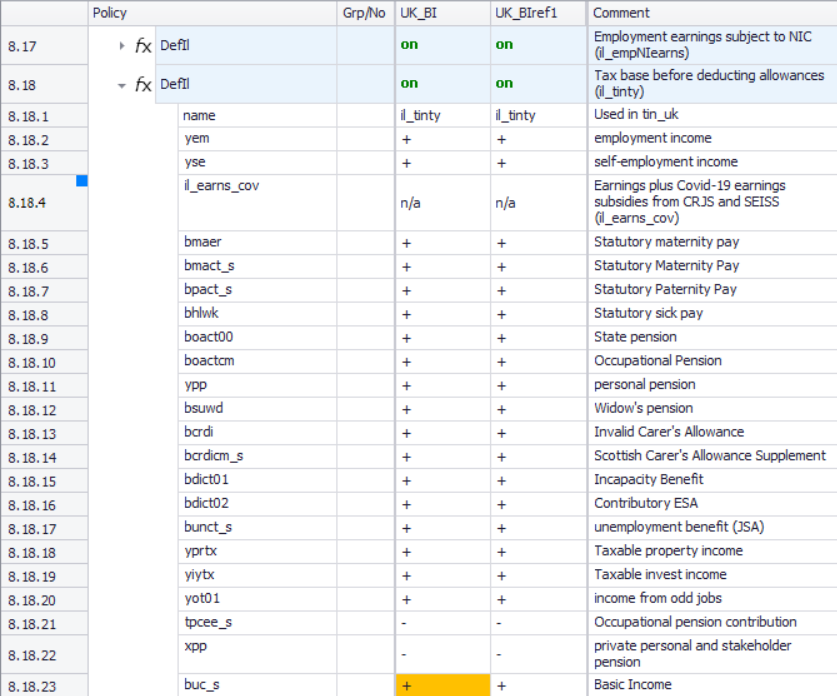 Policy Grp/No UK_BI UK_BIref1 Comment
8.17 fx DefIl on on Employment earnings subject to NIC
(il_empNIearns)
8.18 fx DefIl on on Tax base before deducting allowances
(il_tinty)
8.18.1 name il_tinty il_tinty Used in tin_uk
8.18.2 yem + + employment income
8.18.3 yse + + self-employment income
8.18.4 il_earns_cov n/a n/a Earnings plus Covid-19 earnings
subsidies from CRJS and SEISS
(il_earns_cov)
8.18.5 bmaer + + Statutory maternity pay
8.18.6 bmact_s + + Statutory Maternity Pay
8.18.7 bpact_s + + Statutory Paternity Pay
8.18.8 bhlwk + + Statutory sick pay
8.18.9 boact00 + + State pension
8.18.10 boactcm + + Occupational Pension
8.18.11 ypp + + personal pension
8.18.12 bsuwd + + Widow's pension
8.18.13 bcrdi + + Invalid Carer's Allowance
8.18.14 bcrdicm_s + + Scottish Carer's Allowance Supplement
8.18.15 bdict01 + + Incapacity Benefit
8.18.16 bdict02 + + Contributory ESA
8.18.17 bunct_s + + unemployment benefit (JSA)
8.18.18 yprtx + + Taxable property income
8.18.19 yiytx + + Taxable invest income
8.18.20 yot01 + + income from odd jobs
8.18.21 tpcee_s - - Occupational pension contribution
8.18.22 xpp - - private personal and stakeholder
pension
8.18.23 buc_s + + Basic Income